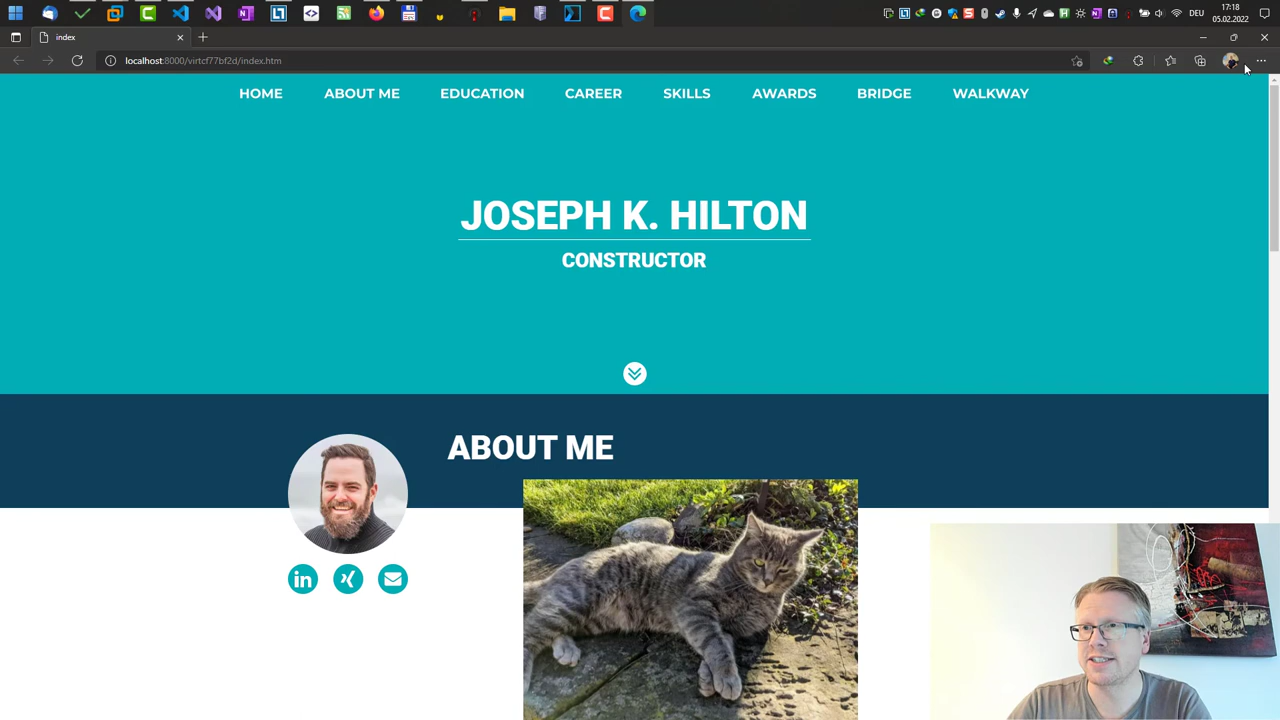 DEU
17:18
05.02.2022
index
localhost:8000/virtcf77bf2d/index.htm
HOME ABOUT ME EDUCATION CAREER SKILLS AWARDS BRIDGE WALKWAY
JOSEPH K. HILTON
CONSTRUCTOR
ABOUT ME